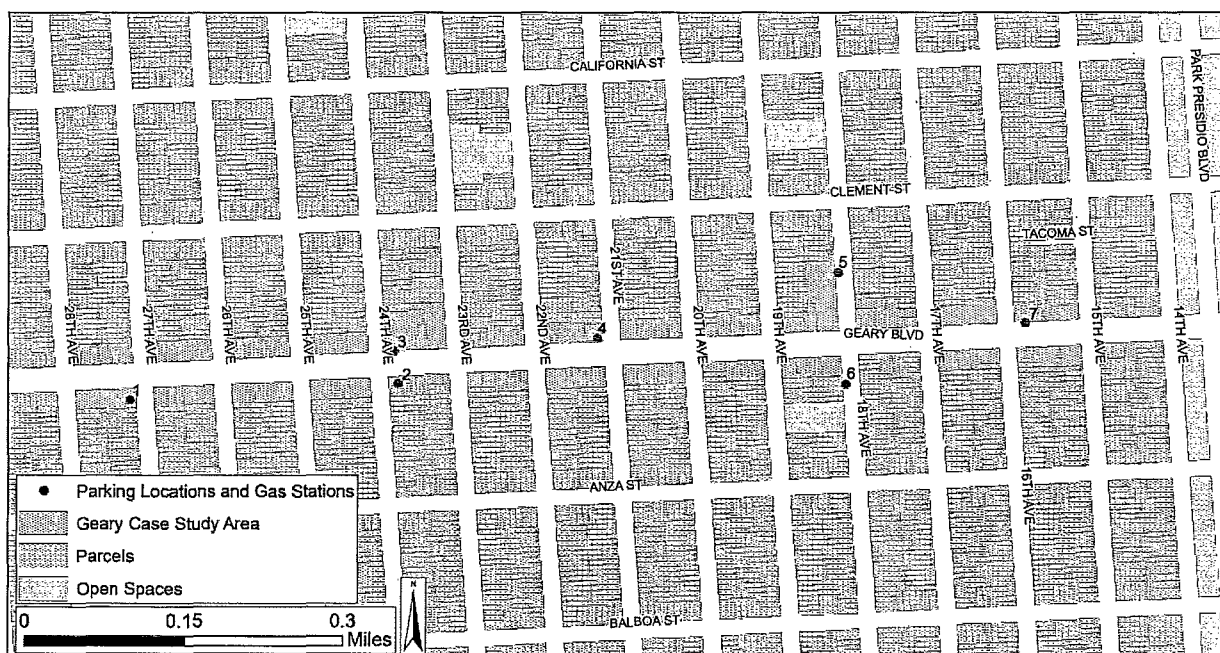 CALIFORNIA ST
PARK PRESIDIO BLVD
CLEMENT ST
TACOMA ST
21ST AVE
5
28TH AVE
27TH AVE
26TH AVE
25TH AVE
24TH AVE
23RD AVE
22ND AVE
20TH AVE
19TH AVE
17TH AVE
15TH AVE
14TH AVE
3
4
GEARY BLVD
7
2
6
18TH AVE
16TH AVE
ANZA ST
BALBOA ST
Parking Locations and Gas Stations
Geary Case Study Area
Parcels
Open Spaces
N
0 0.15 0.3
Miles